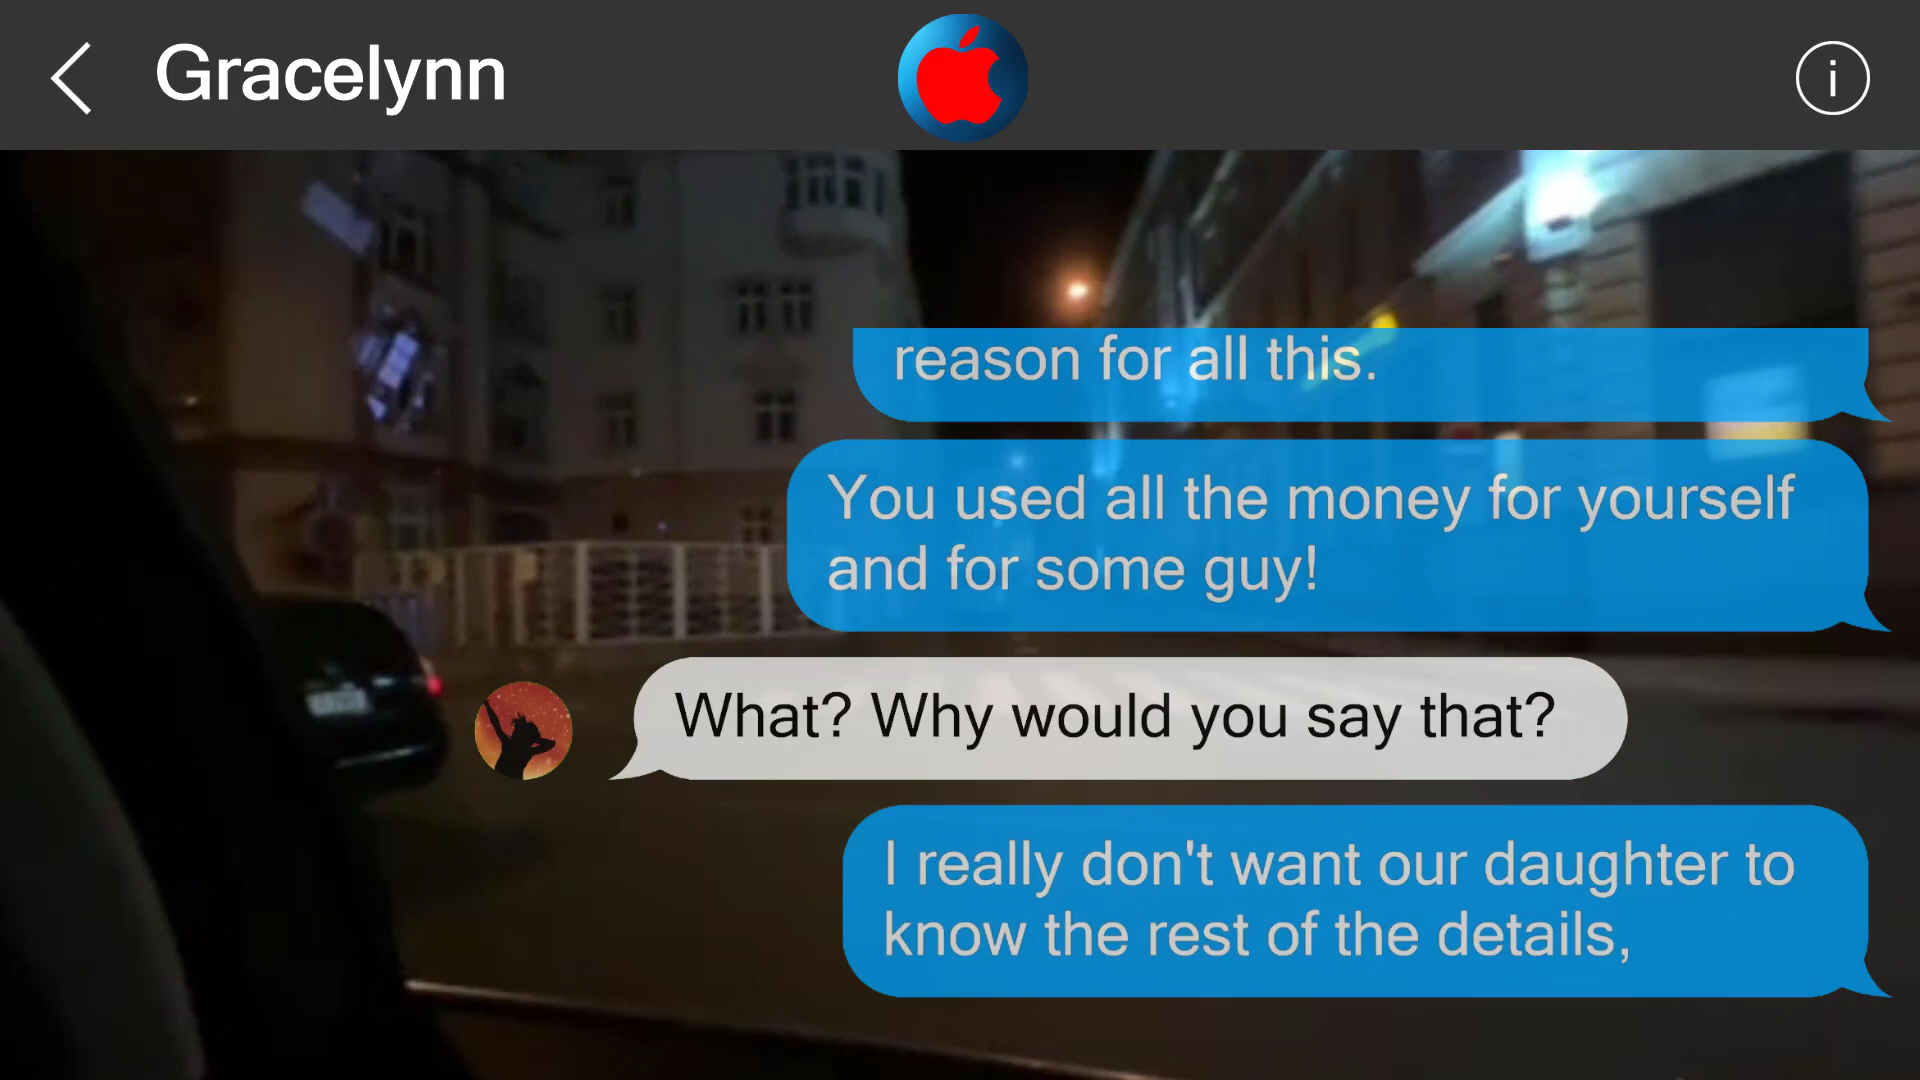 Gracelynn
i
reason for all this.
You used all the money for yourself
and for some guy!
What? Why would you say that?
I really don't want our daughter to
know the rest of the details,